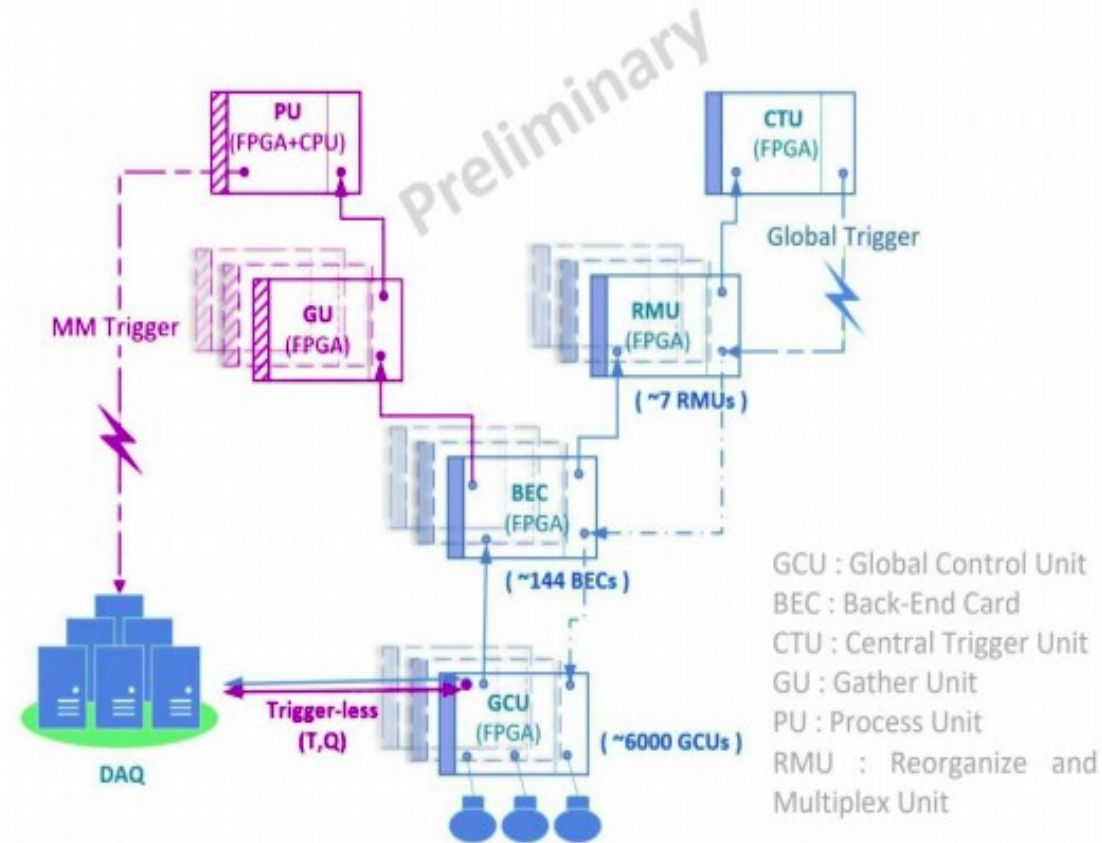 Preliminary
PU
(FPGA+CPU)
CTU
(FPGA)
Global Trigger
MM Trigger
GU
(FPGA)
RMU
(FPGA)
( ~7 RMUs )
BEC
(FPGA)
( ~144 BECs )
GCU
(FPGA)
( ~6000 GCUs )
Trigger-less
(T,Q)
DAQ
GCU : Global Control Unit
BEC : Back-End Card
CTU : Central Trigger Unit
GU : Gather Unit
PU : Process Unit
RMU : Reorganize and
Multiplex Unit